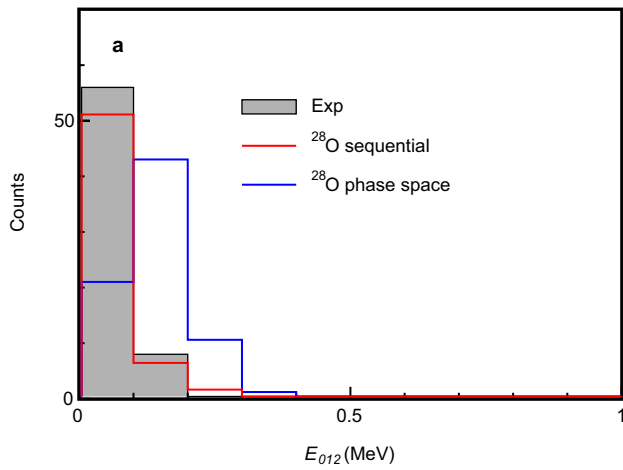 a
Exp
²⁸O sequential
²⁸O phase space
50
0
Counts
0
0.5
1
E₀₁₂ (MeV)